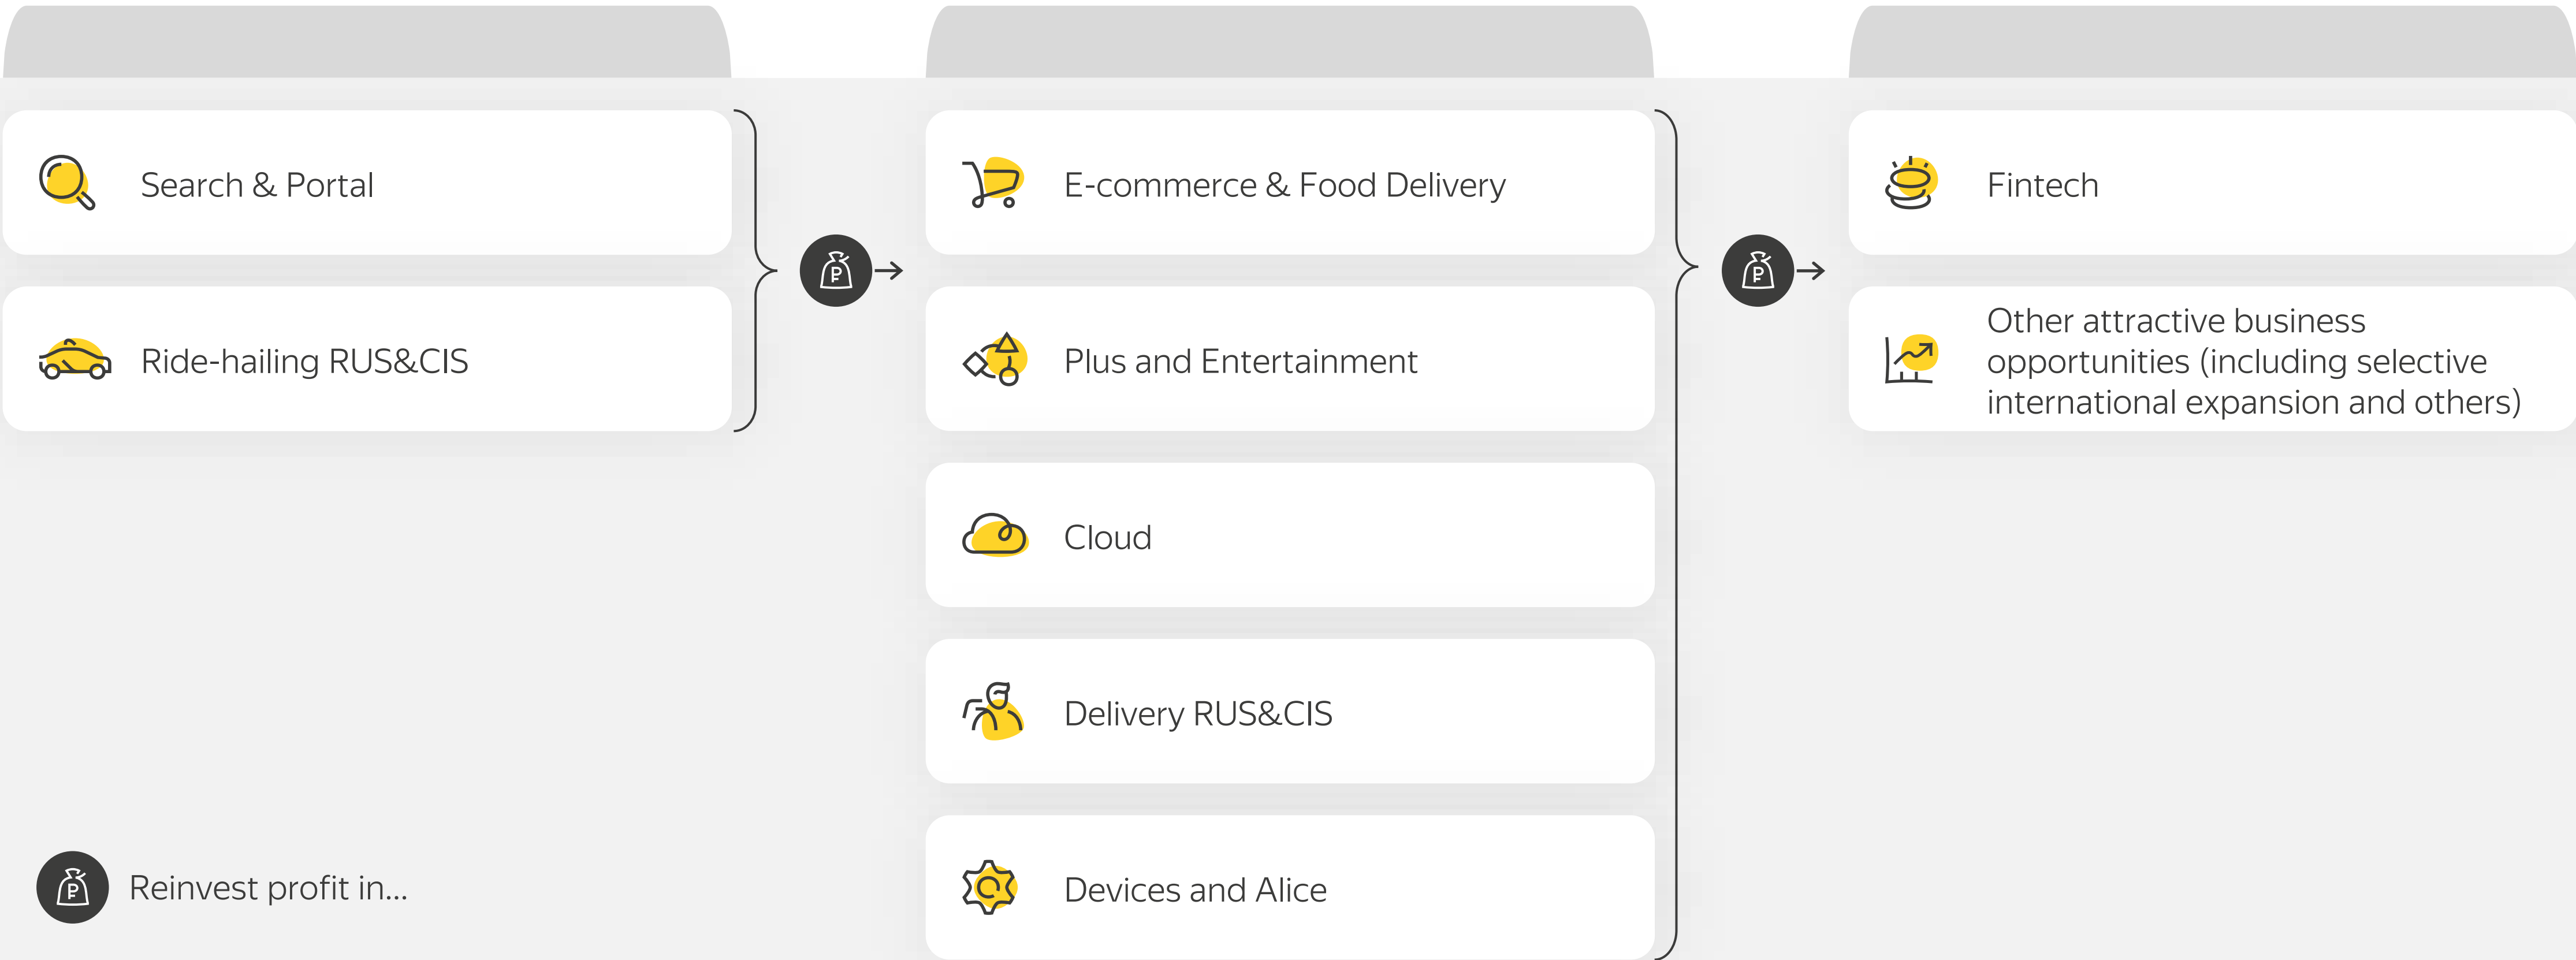 Search & Portal
Ride-hailing RUS&CIS
E-commerce & Food Delivery
Plus and Entertainment
Cloud
Delivery RUS&CIS
Devices and Alice
Fintech
Other attractive business
opportunities (including selective
international expansion and others)
Reinvest profit in...